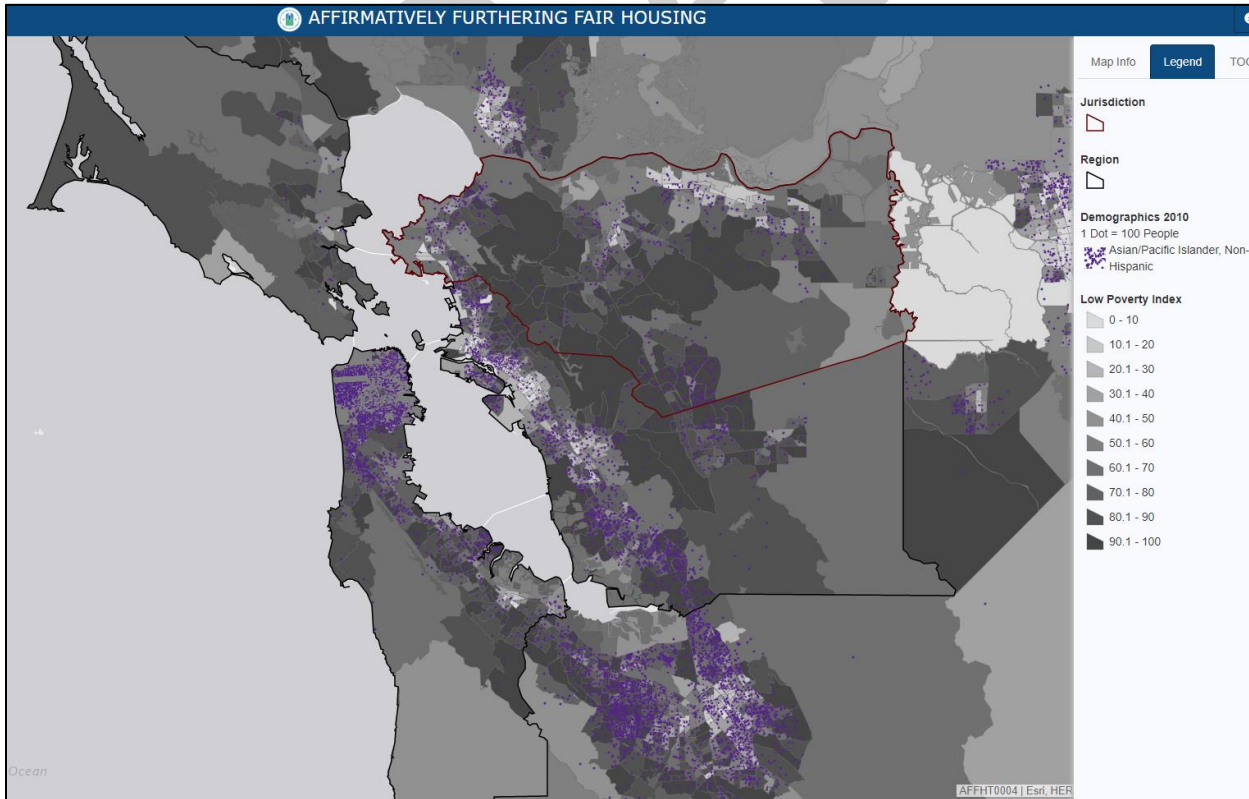 AFFIRMATIVELY FURTHERING FAIR HOUSING
Map Info
Legend
TOC
Jurisdiction
Region
Demographics 2010
1 Dot = 100 People
Asian/Pacific Islander, Non-
Hispanic
Low Poverty Index
0 - 10
10.1 - 20
20.1 - 30
30.1 - 40
40.1 - 50
50.1 - 60
60.1 - 70
70.1 - 80
80.1 - 90
90.1 - 100
Ocean
AFFHT0004 | Esri, HER